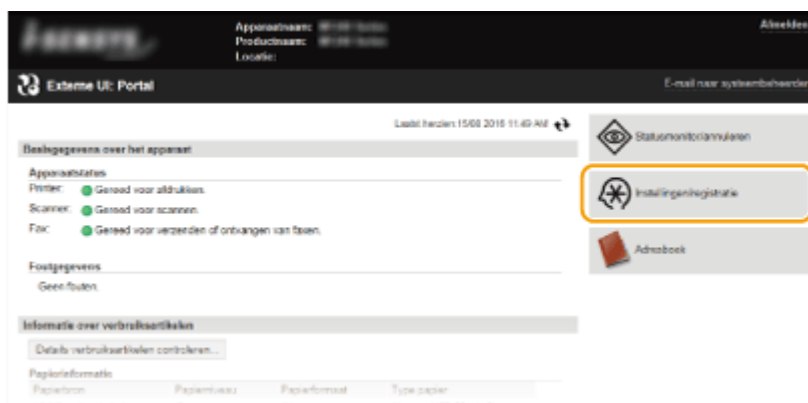 i-SENSYS
Apparaatnaam:
Productnaam:
Locatie:
Afmelden
Externe UI: Portal
E-mail naar systeembeheerder
Laatst herzien:15/08 2016 11:49 AM
Basisgegevens over het apparaat
Apparaatstatus
Printer: Gereed voor afdrukken.
Scanner: Gereed voor scannen.
Fax: Gereed voor verzenden of ontvangen van faxen.
Foutgegevens
Geen fouten.
Informatie over verbruiksartikelen
Details verbruiksartikelen controleren...
Papierinformatie
Papierbron Papierniveau Papierformaat Type papier
Statusmonitor/annuleren
Instellingen/registratie
Adresboek